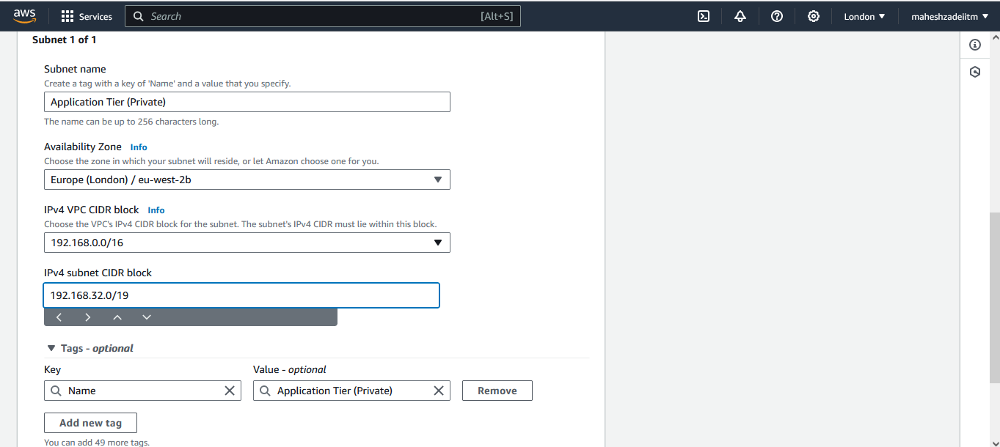 aws Services Search [Alt+S] London maheshzadeiitm
Subnet 1 of 1
Subnet name
Create a tag with a key of 'Name' and a value that you specify.
Application Tier (Private)
The name can be up to 256 characters long.
Availability Zone Info
Choose the zone in which your subnet will reside, or let Amazon choose one for you.
Europe (London) / eu-west-2b
IPv4 VPC CIDR block Info
Choose the VPC's IPv4 CIDR block for the subnet. The subnet's IPv4 CIDR must lie within this block.
192.168.0.0/16
IPv4 subnet CIDR block
192.168.32.0/19
Tags - optional
Key Value - optional
Name Application Tier (Private) Remove
Add new tag
You can add 49 more tags.